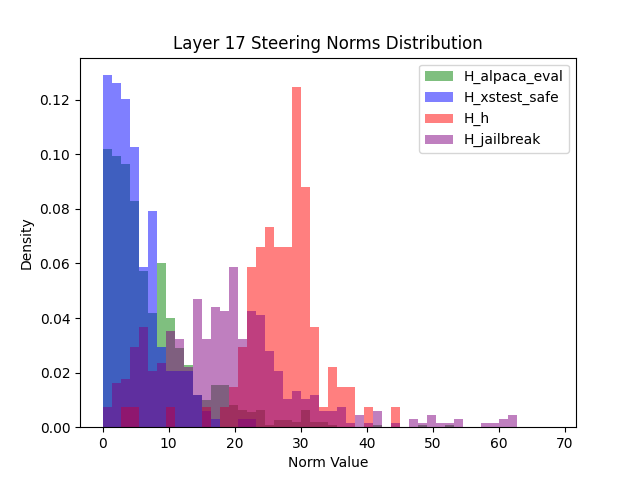 Layer 17 Steering Norms Distribution
H_alpaca_eval
H_xstest_safe
H_h
H_jailbreak
Density
0.12
0.10
0.08
0.06
0.04
0.02
0.00
0 10 20 30 40 50 60 70
Norm Value